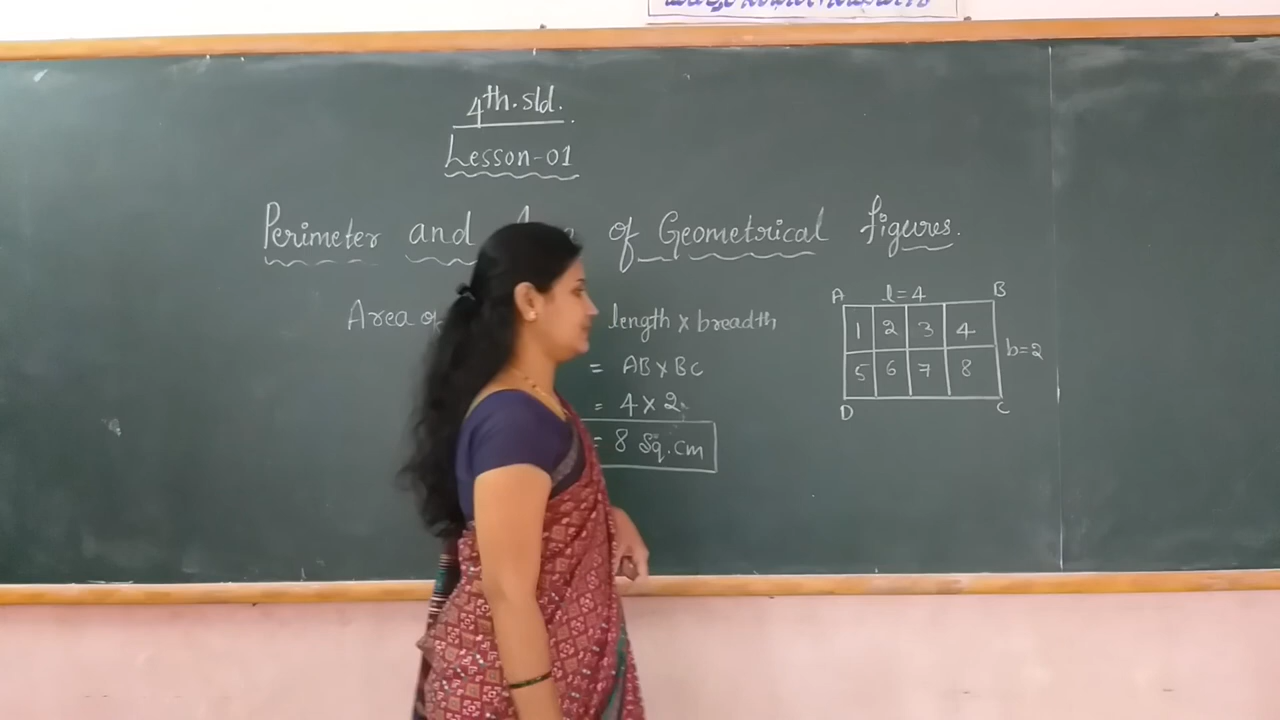 4th.std.
Lesson-01
Perimeter and of Geometrical figures.
Area of length × breadth
= AB × BC
= 4 × 2
= 8 Sq.cm
A l=4 B
1 2 3 4
b=2
5 6 7 8
D C